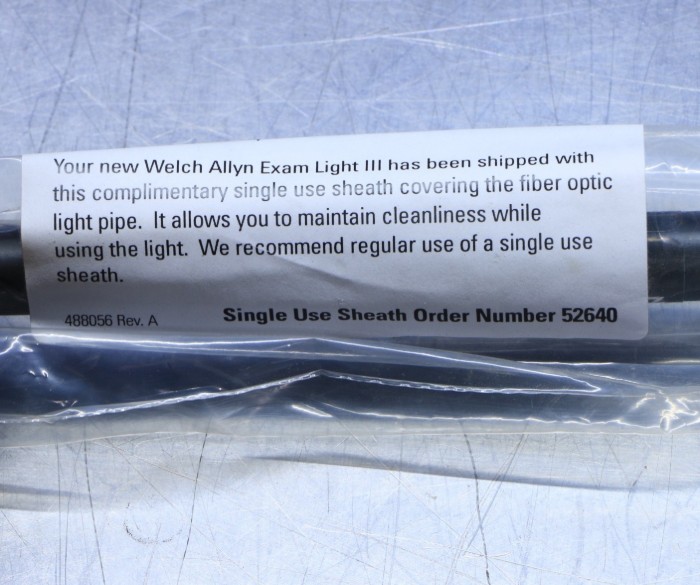 Your new Welch Allyn Exam Light III has been shipped with
this complimentary single use sheath covering the fiber optic
light pipe.  It allows you to maintain cleanliness while
using the light.  We recommend regular use of a single use
sheath.
488056 Rev. A
Single Use Sheath Order Number 52640